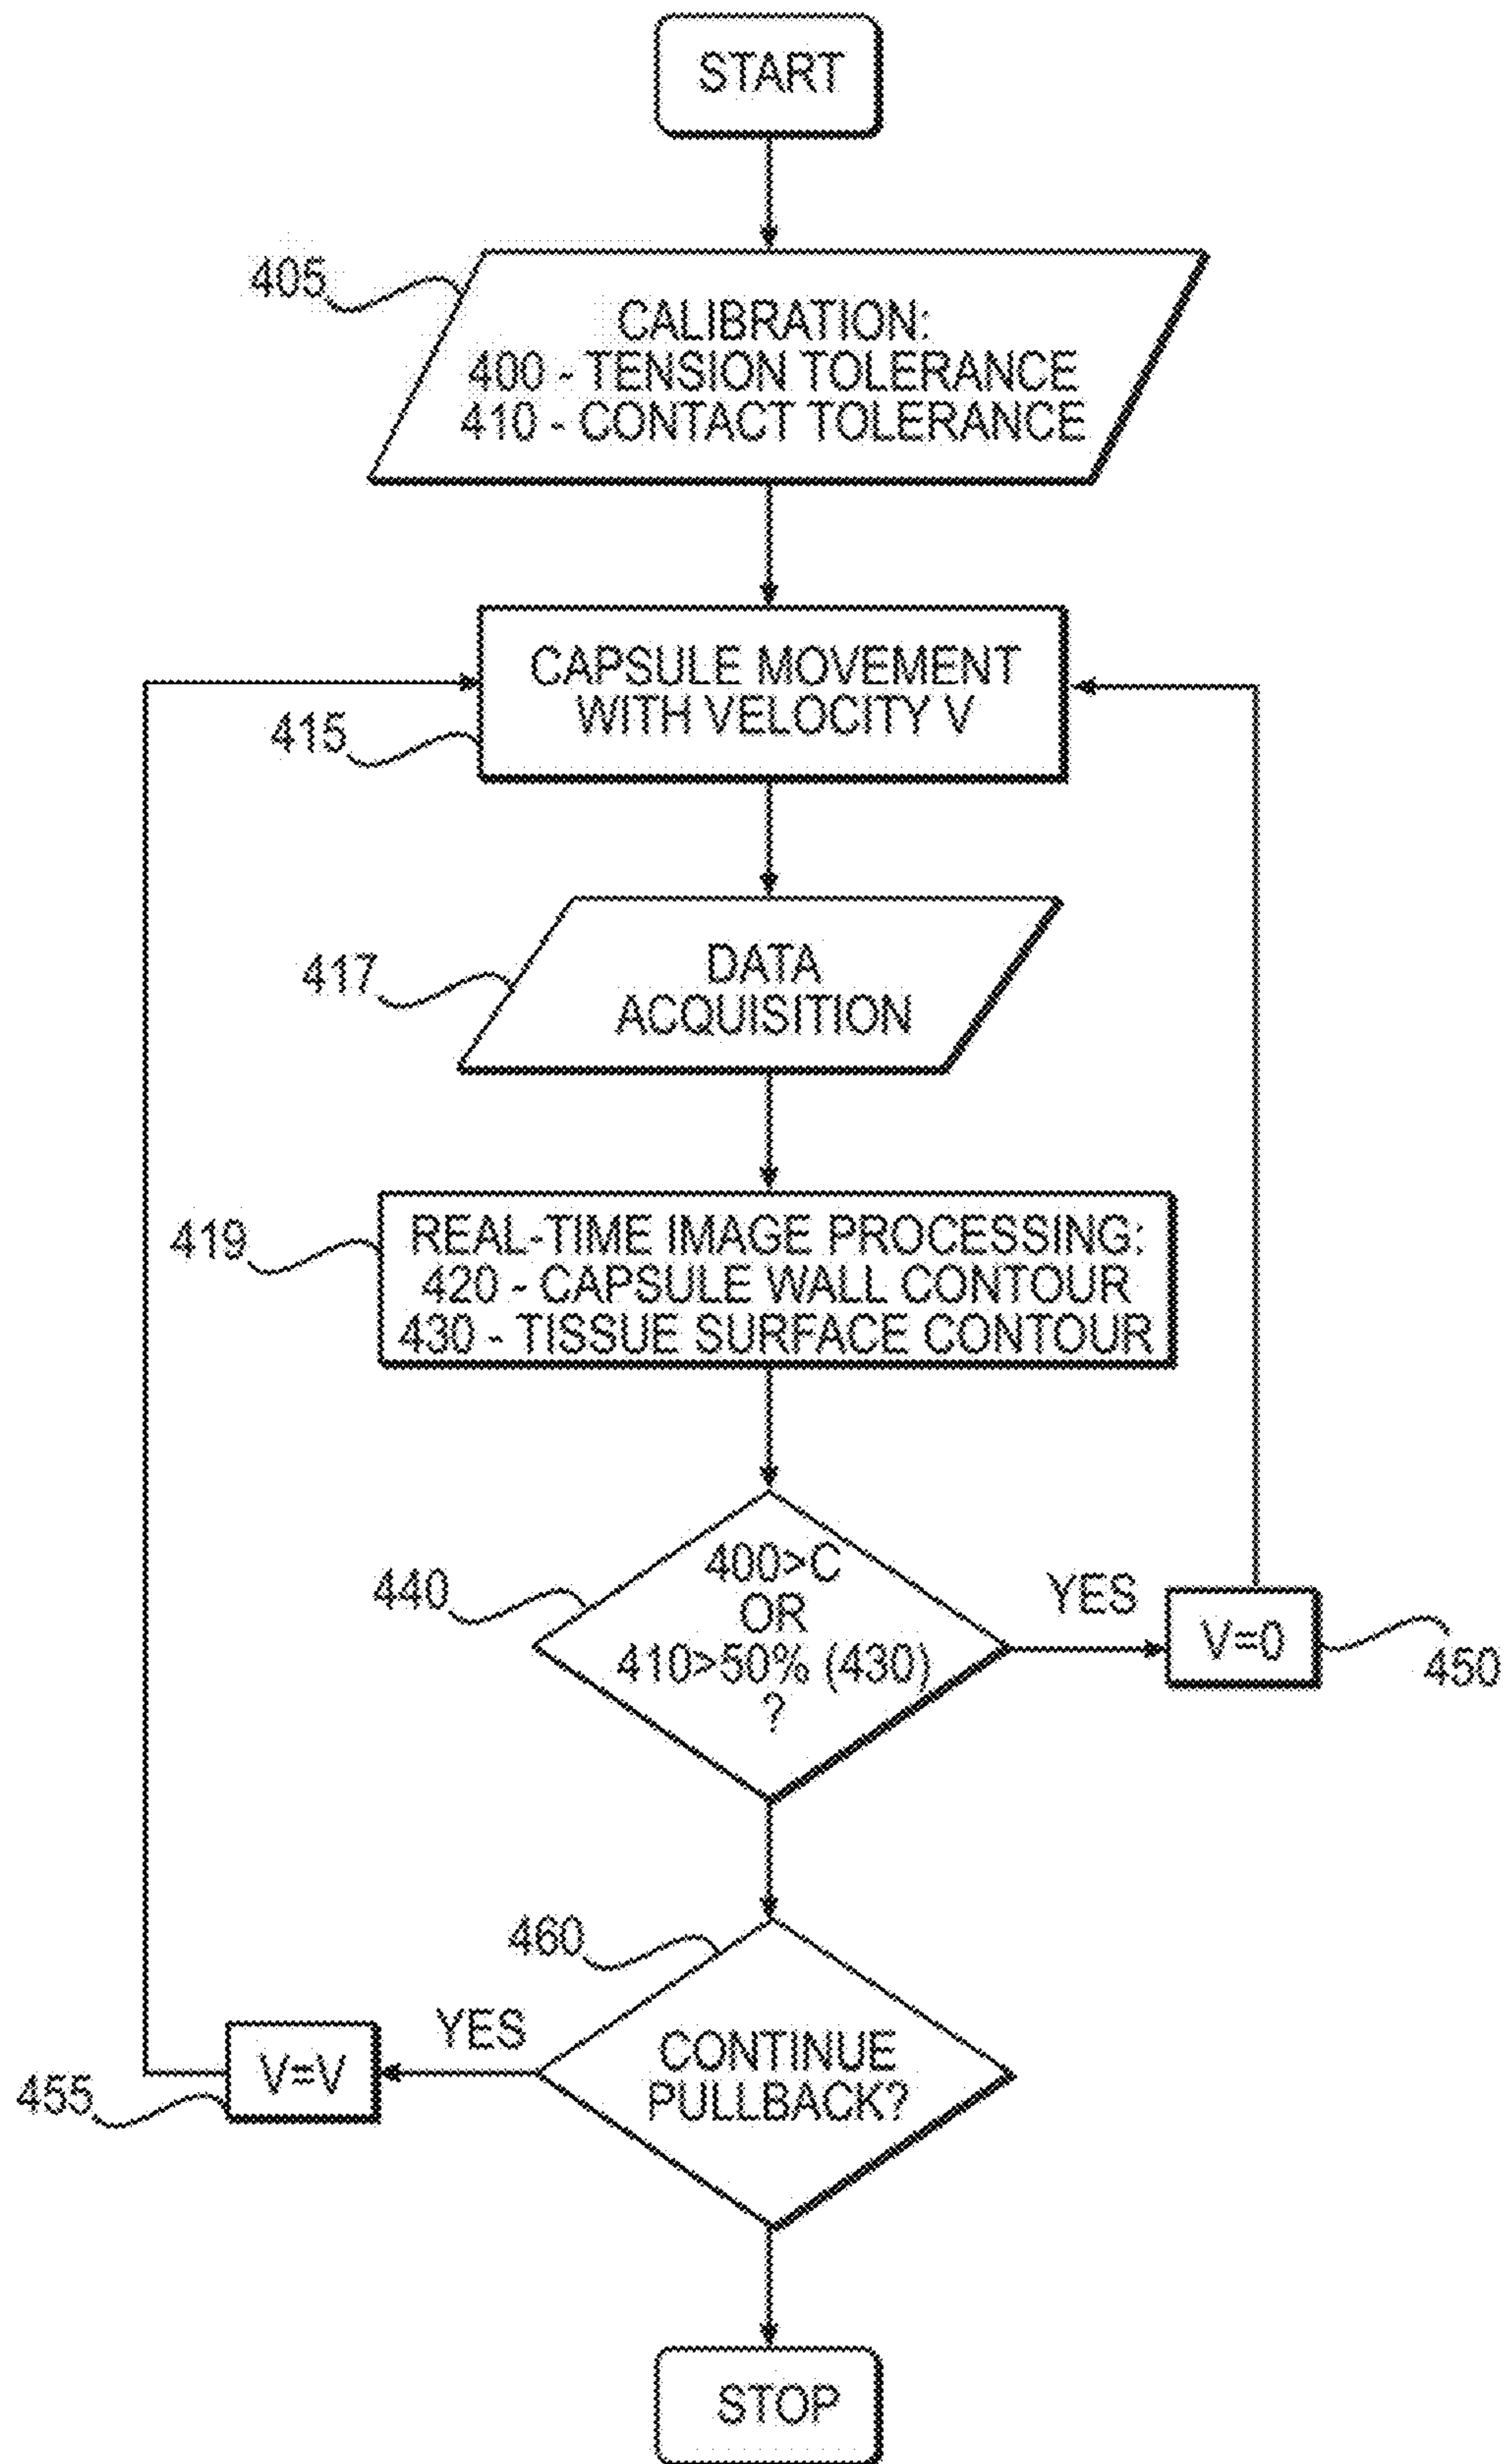 START
405
CALIBRATION:
400 - TENSION TOLERANCE
410 - CONTACT TOLERANCE
CAPSULE MOVEMENT
WITH VELOCITY V
415
417
DATA
ACQUISITION
419
REAL-TIME IMAGE PROCESSING:
420 - CAPSULE WALL CONTOUR
430 - TISSUE SURFACE CONTOUR
440
400>C
OR
410>50% (430)
?
YES
V=0
450
460
CONTINUE
PULLBACK?
YES
V=V
455
STOP